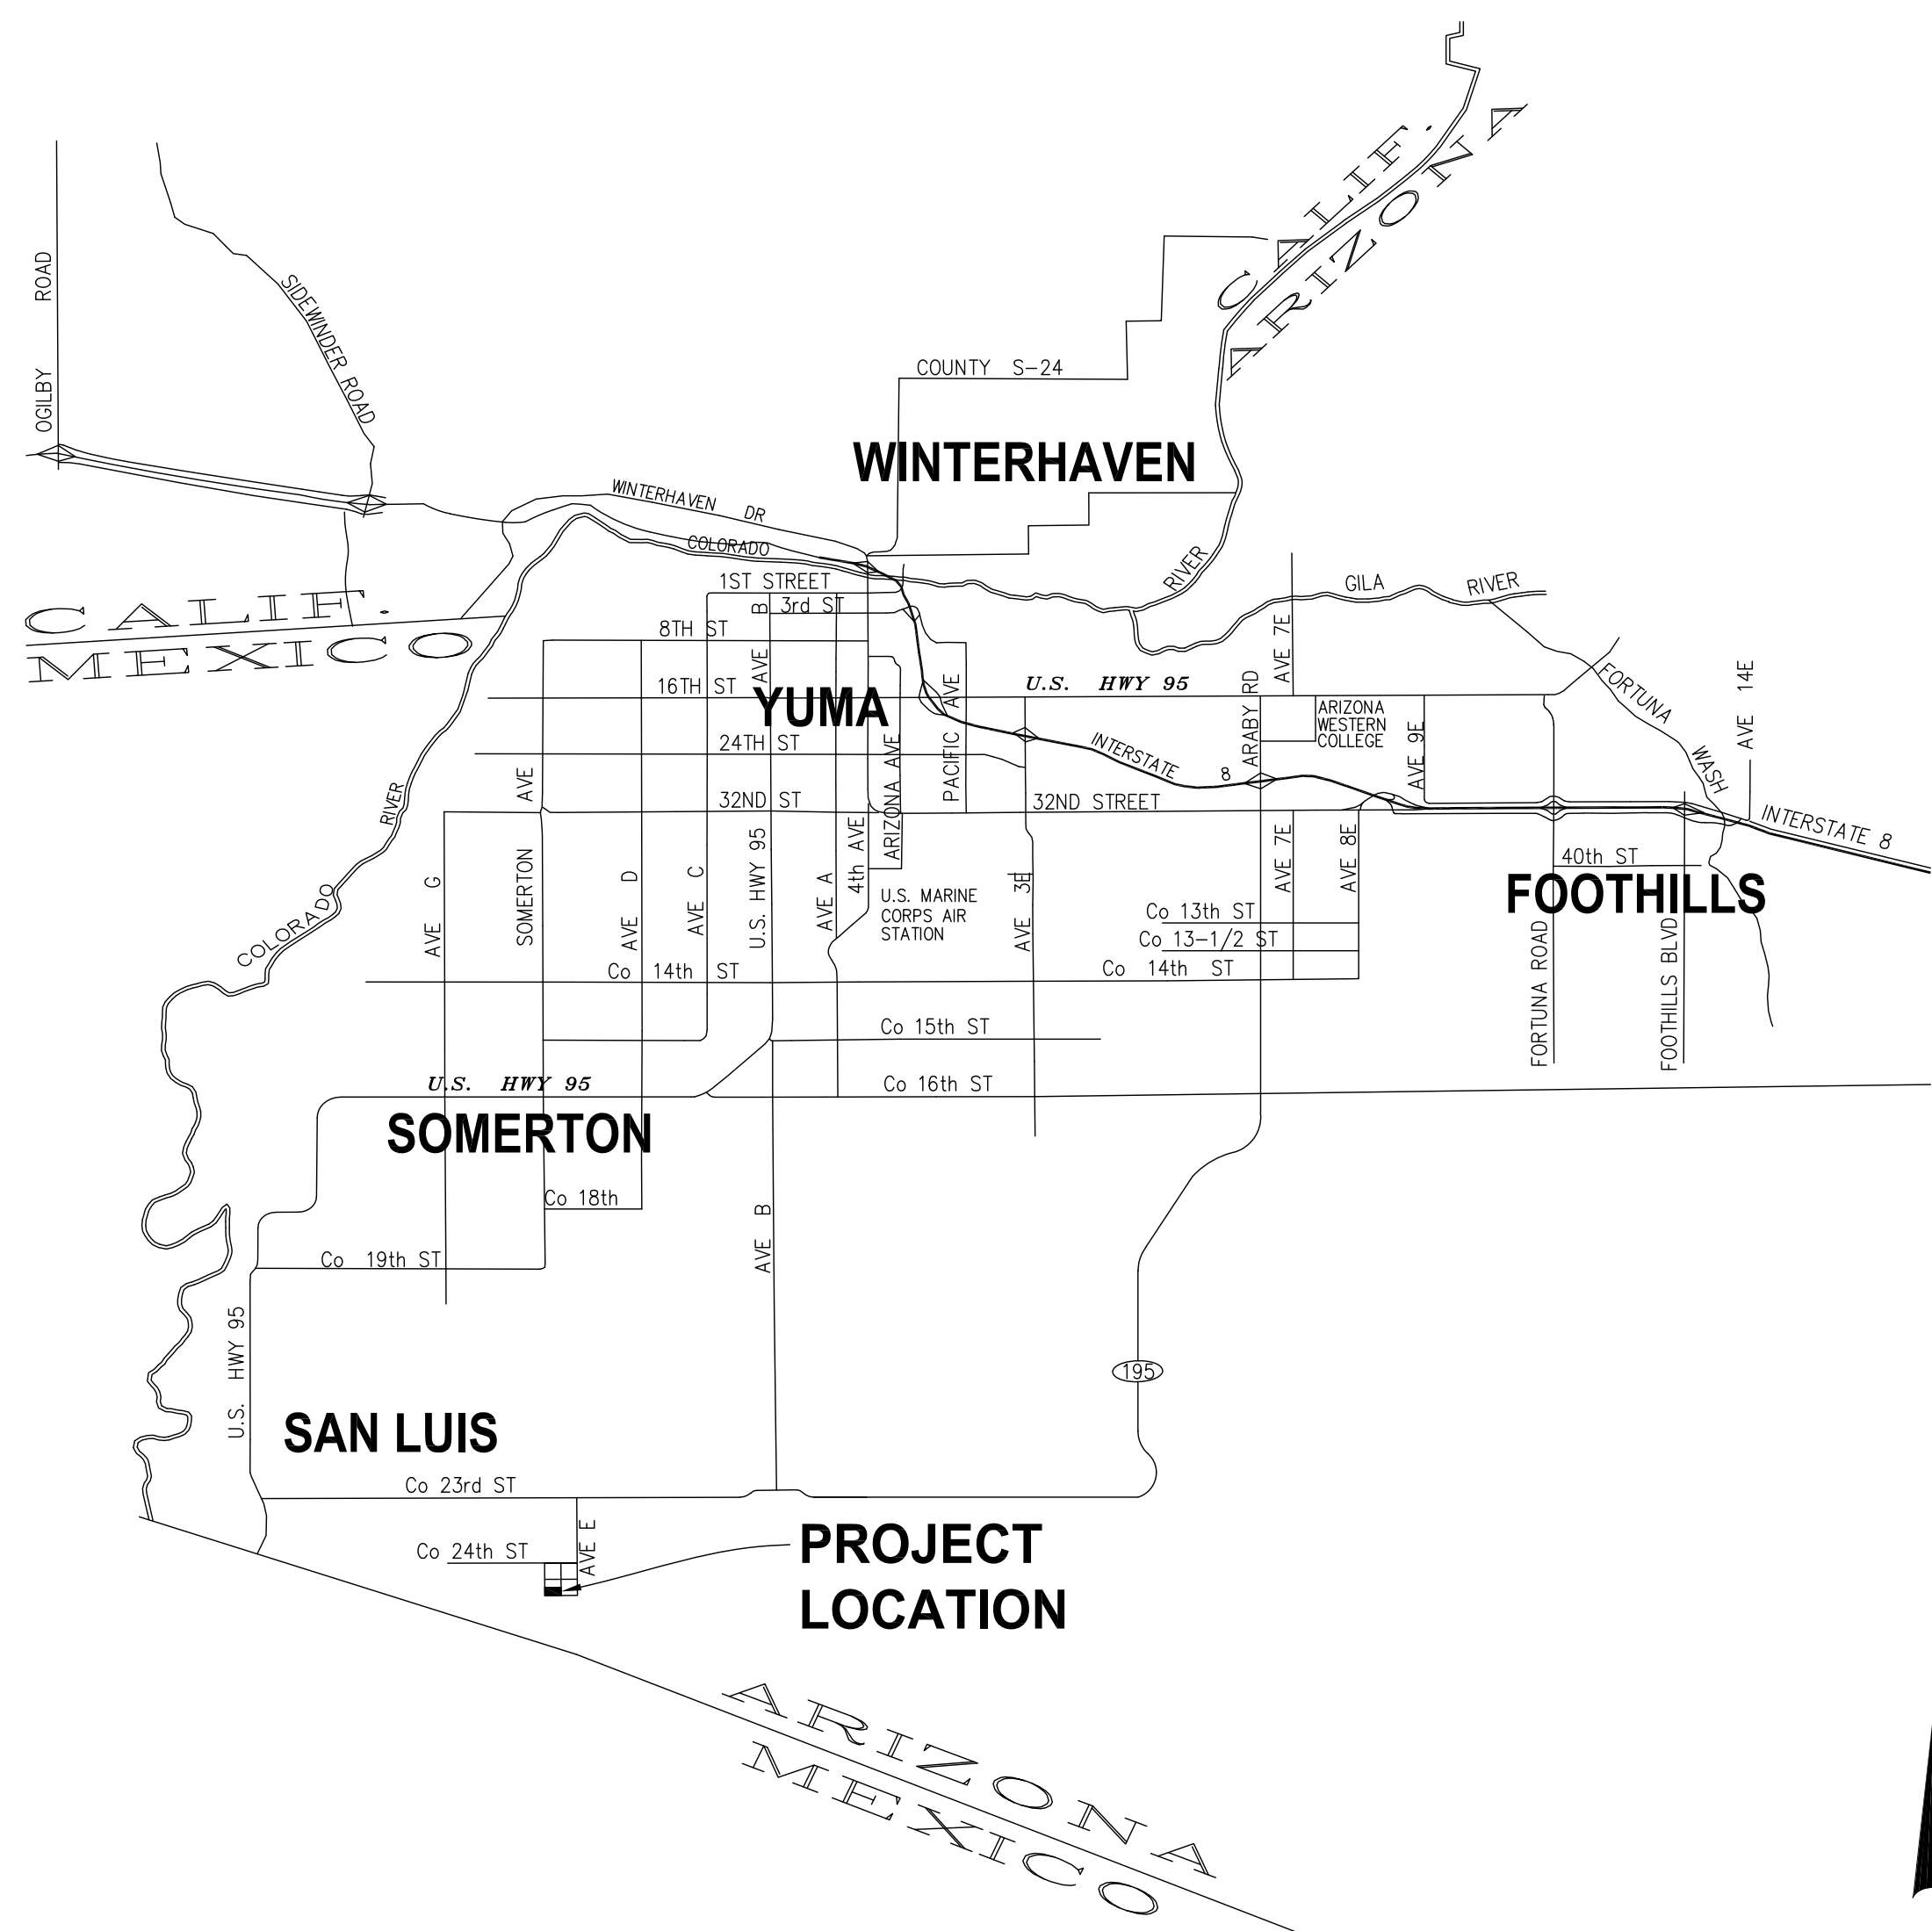 CALIF.
ARIZONA
OGILBY ROAD
SIDEWINDER ROAD
COUNTY S-24
WINTERHAVEN
WINTERHAVEN DR
COLORADO
RIVER
1ST STREET
3rd ST
GILA RIVER
CALIF.
MEXICO
8TH ST
AVE B
AVE 7E
16TH ST
YUMA
U.S. HWY 95
PACIFIC AVE
ARABY RD
ARIZONA
WESTERN
COLLEGE
FORTUNA WASH
AVE 14E
24TH ST
ARIZONA AVE
INTERSTATE 8
AVE 9E
32ND ST
32ND STREET
INTERSTATE 8
COLORADO RIVER
AVE G
SOMERTON AVE
AVE D
AVE C
U.S. HWY 95
AVE A
4th AVE
U.S. MARINE
CORPS AIR
STATION
AVE 3E
AVE 7E
AVE 8E
40th ST
FOOTHILLS
Co 13th ST
Co 13-1/2 ST
Co 14th ST
Co 14th ST
FORTUNA ROAD
FOOTHILLS BLVD
Co 15th ST
U.S. HWY 95
Co 16th ST
SOMERTON
Co 18th
AVE B
Co 19th ST
U.S. HWY 95
195
SAN LUIS
Co 23rd ST
Co 24th ST
AVE E
PROJECT
LOCATION
ARIZONA
MEXICO